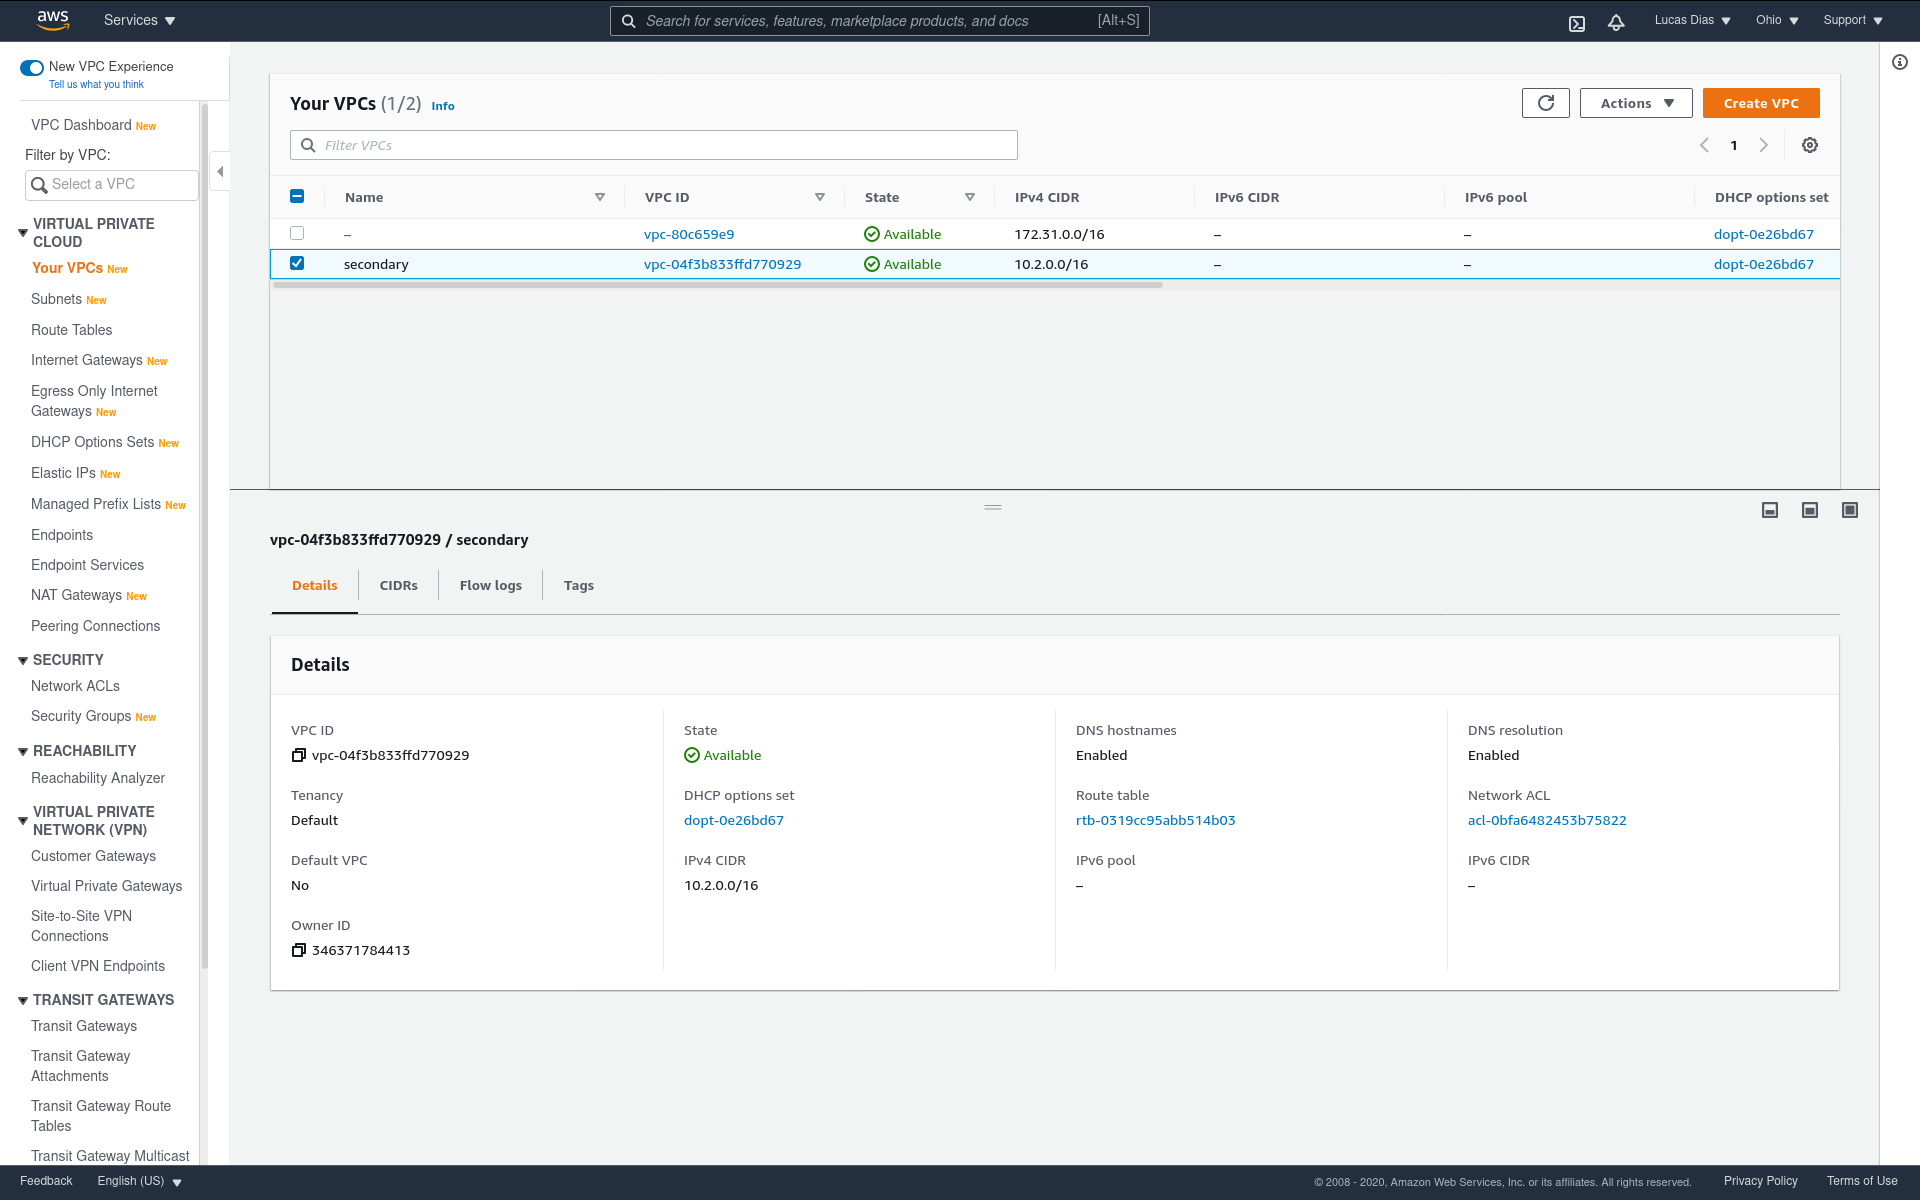 aws
Services
Search for services, features, marketplace products, and docs
[Alt+S]
Lucas Dias
Ohio
Support
New VPC Experience
Tell us what you think
VPC Dashboard New
Filter by VPC:
Select a VPC
VIRTUAL PRIVATE
CLOUD
Your VPCs New
Subnets New
Route Tables
Internet Gateways New
Egress Only Internet
Gateways New
DHCP Options Sets New
Elastic IPs New
Managed Prefix Lists New
Endpoints
Endpoint Services
NAT Gateways New
Peering Connections
SECURITY
Network ACLs
Security Groups New
REACHABILITY
Reachability Analyzer
VIRTUAL PRIVATE
NETWORK (VPN)
Customer Gateways
Virtual Private Gateways
Site-to-Site VPN
Connections
Client VPN Endpoints
TRANSIT GATEWAYS
Transit Gateways
Transit Gateway
Attachments
Transit Gateway Route
Tables
Transit Gateway Multicast
Your VPCs (1/2) Info
Actions
Create VPC
Filter VPCs
1
Name VPC ID State IPv4 CIDR IPv6 CIDR IPv6 pool DHCP options set
– vpc-80c659e9 Available 172.31.0.0/16 – – dopt-0e26bd67
secondary vpc-04f3b833ffd770929 Available 10.2.0.0/16 – – dopt-0e26bd67
vpc-04f3b833ffd770929 / secondary
Details CIDRs Flow logs Tags
Details
VPC ID
vpc-04f3b833ffd770929
State
Available
DNS hostnames
Enabled
DNS resolution
Enabled
Tenancy
Default
DHCP options set
dopt-0e26bd67
Route table
rtb-0319cc95abb514b03
Network ACL
acl-0bfa6482453b75822
Default VPC
No
IPv4 CIDR
10.2.0.0/16
IPv6 pool
–
IPv6 CIDR
–
Owner ID
346371784413
Feedback
English (US)
© 2008 - 2020, Amazon Web Services, Inc. or its affiliates. All rights reserved.
Privacy Policy
Terms of Use